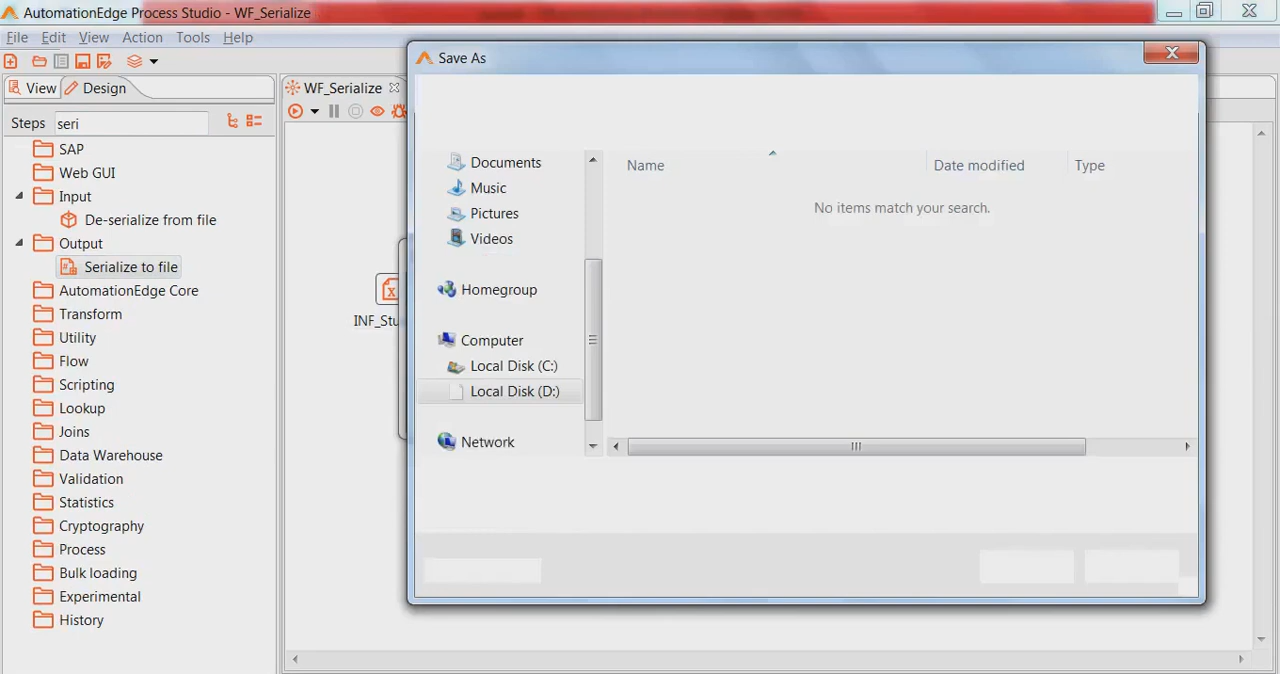 AutomationEdge Process Studio - WF_Serialize
File Edit View Action Tools Help
View Design
Steps seri
SAP
Web GUI
Input
De-serialize from file
Output
Serialize to file
AutomationEdge Core
Transform
Utility
Flow
Scripting
Lookup
Joins
Data Warehouse
Validation
Statistics
Cryptography
Process
Bulk loading
Experimental
History
WF_Serialize
INF_Stu
Save As
Documents
Music
Pictures
Videos
Homegroup
Computer
Local Disk (C:)
Local Disk (D:)
Network
Name Date modified Type
No items match your search.